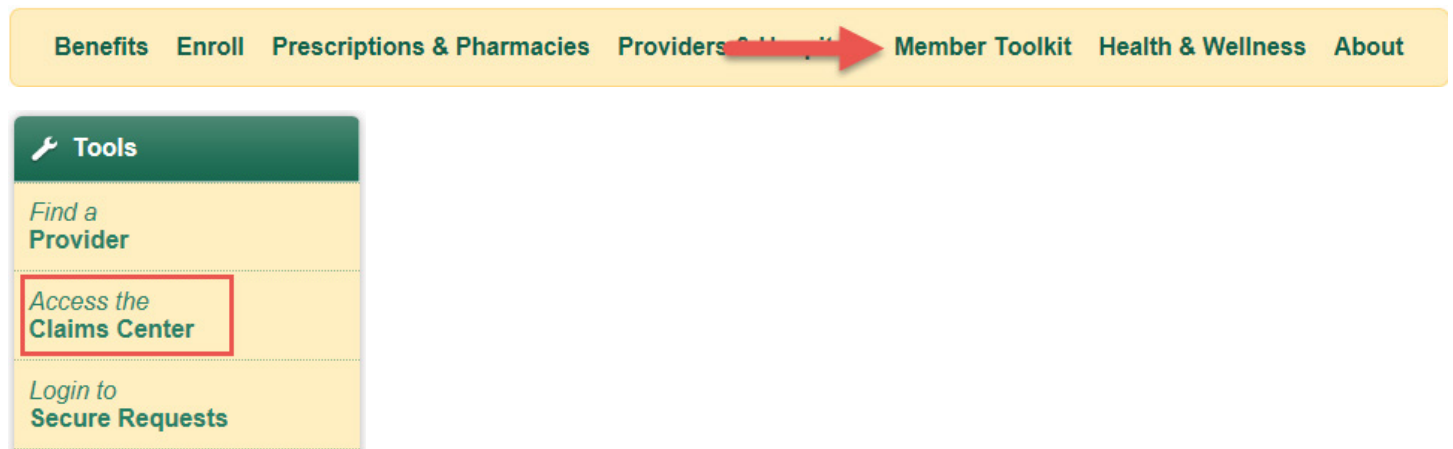 Benefits Enroll Prescriptions & Pharmacies Providers & Member Toolkit Health & Wellness About
Tools
Find a
Provider
Access the
Claims Center
Login to
Secure Requests